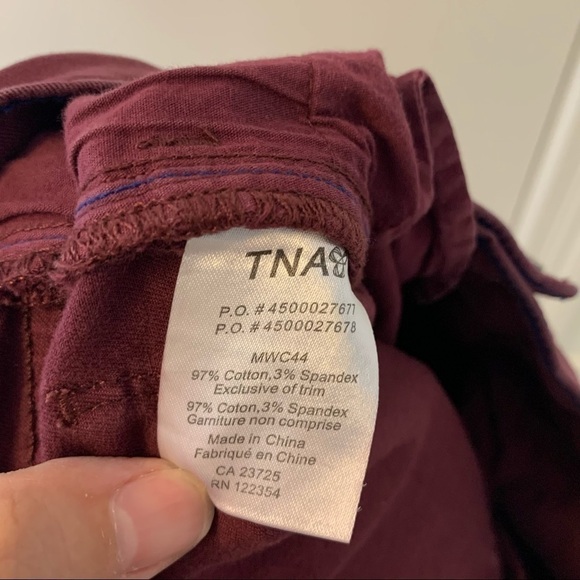 TNA
P.O. #4500027677
P.O. #4500027678
MWC44
97% Cotton,3% Spandex
Exclusive of trim
97% Coton,3% Spandex
Garniture non comprise
Made in China
Fabriqué en Chine
CA 23725
RN 122354